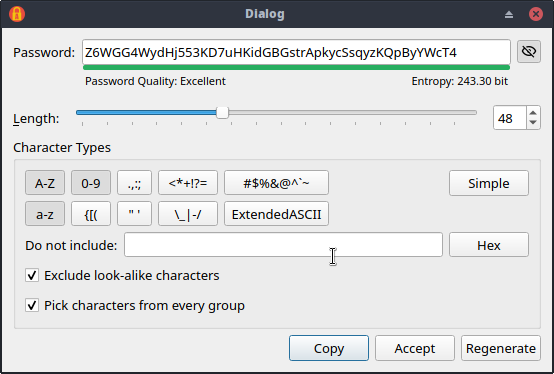 Dialog
Password: Z6WGG4WydHj553KD7uHKidGBGstrApkycSsqyzKQpByYWcT4
Password Quality: Excellent Entropy: 243.30 bit
Length: 48
Character Types
A-Z 0-9 .,:; <*+!?= #$%&@^`~ Simple
a-z {[( " ' \_|-/ ExtendedASCII
Do not include: Hex
Exclude look-alike characters
Pick characters from every group
Copy Accept Regenerate